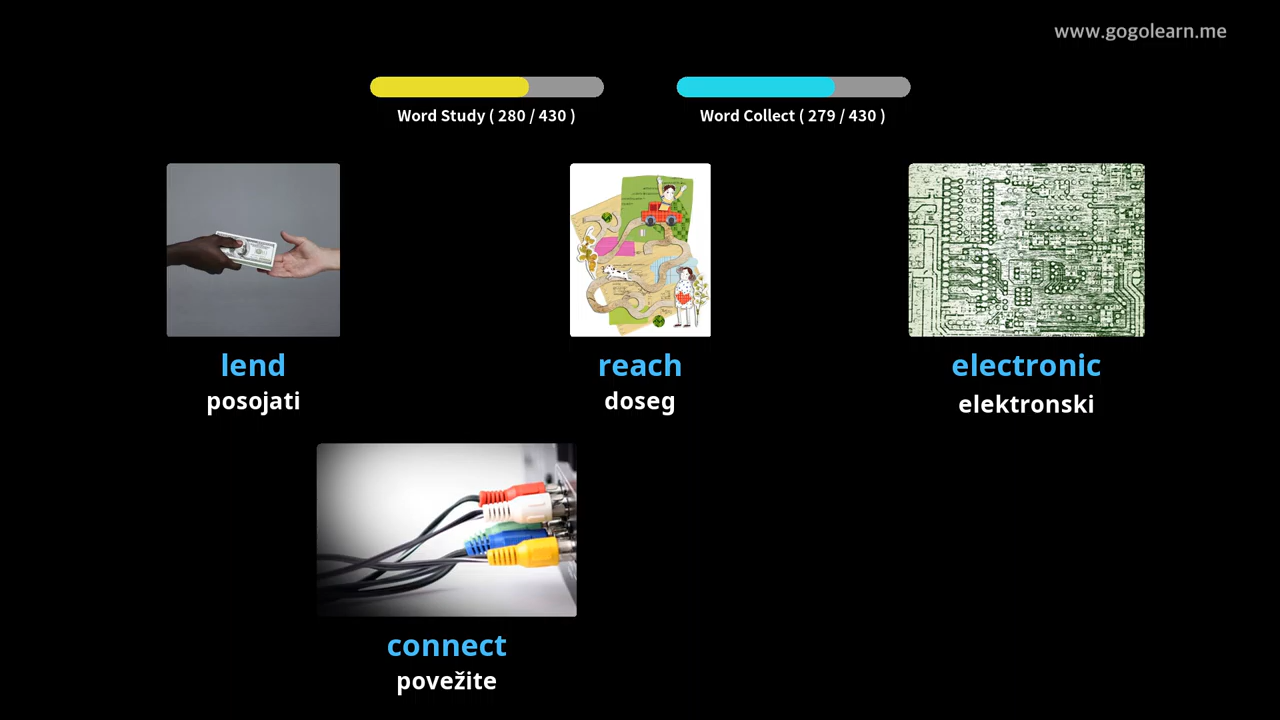 www.gogolearn.me
Word Study ( 280 / 430 )
Word Collect ( 279 / 430 )
lend
posojati
reach
doseg
electronic
elektronski
connect
povežite